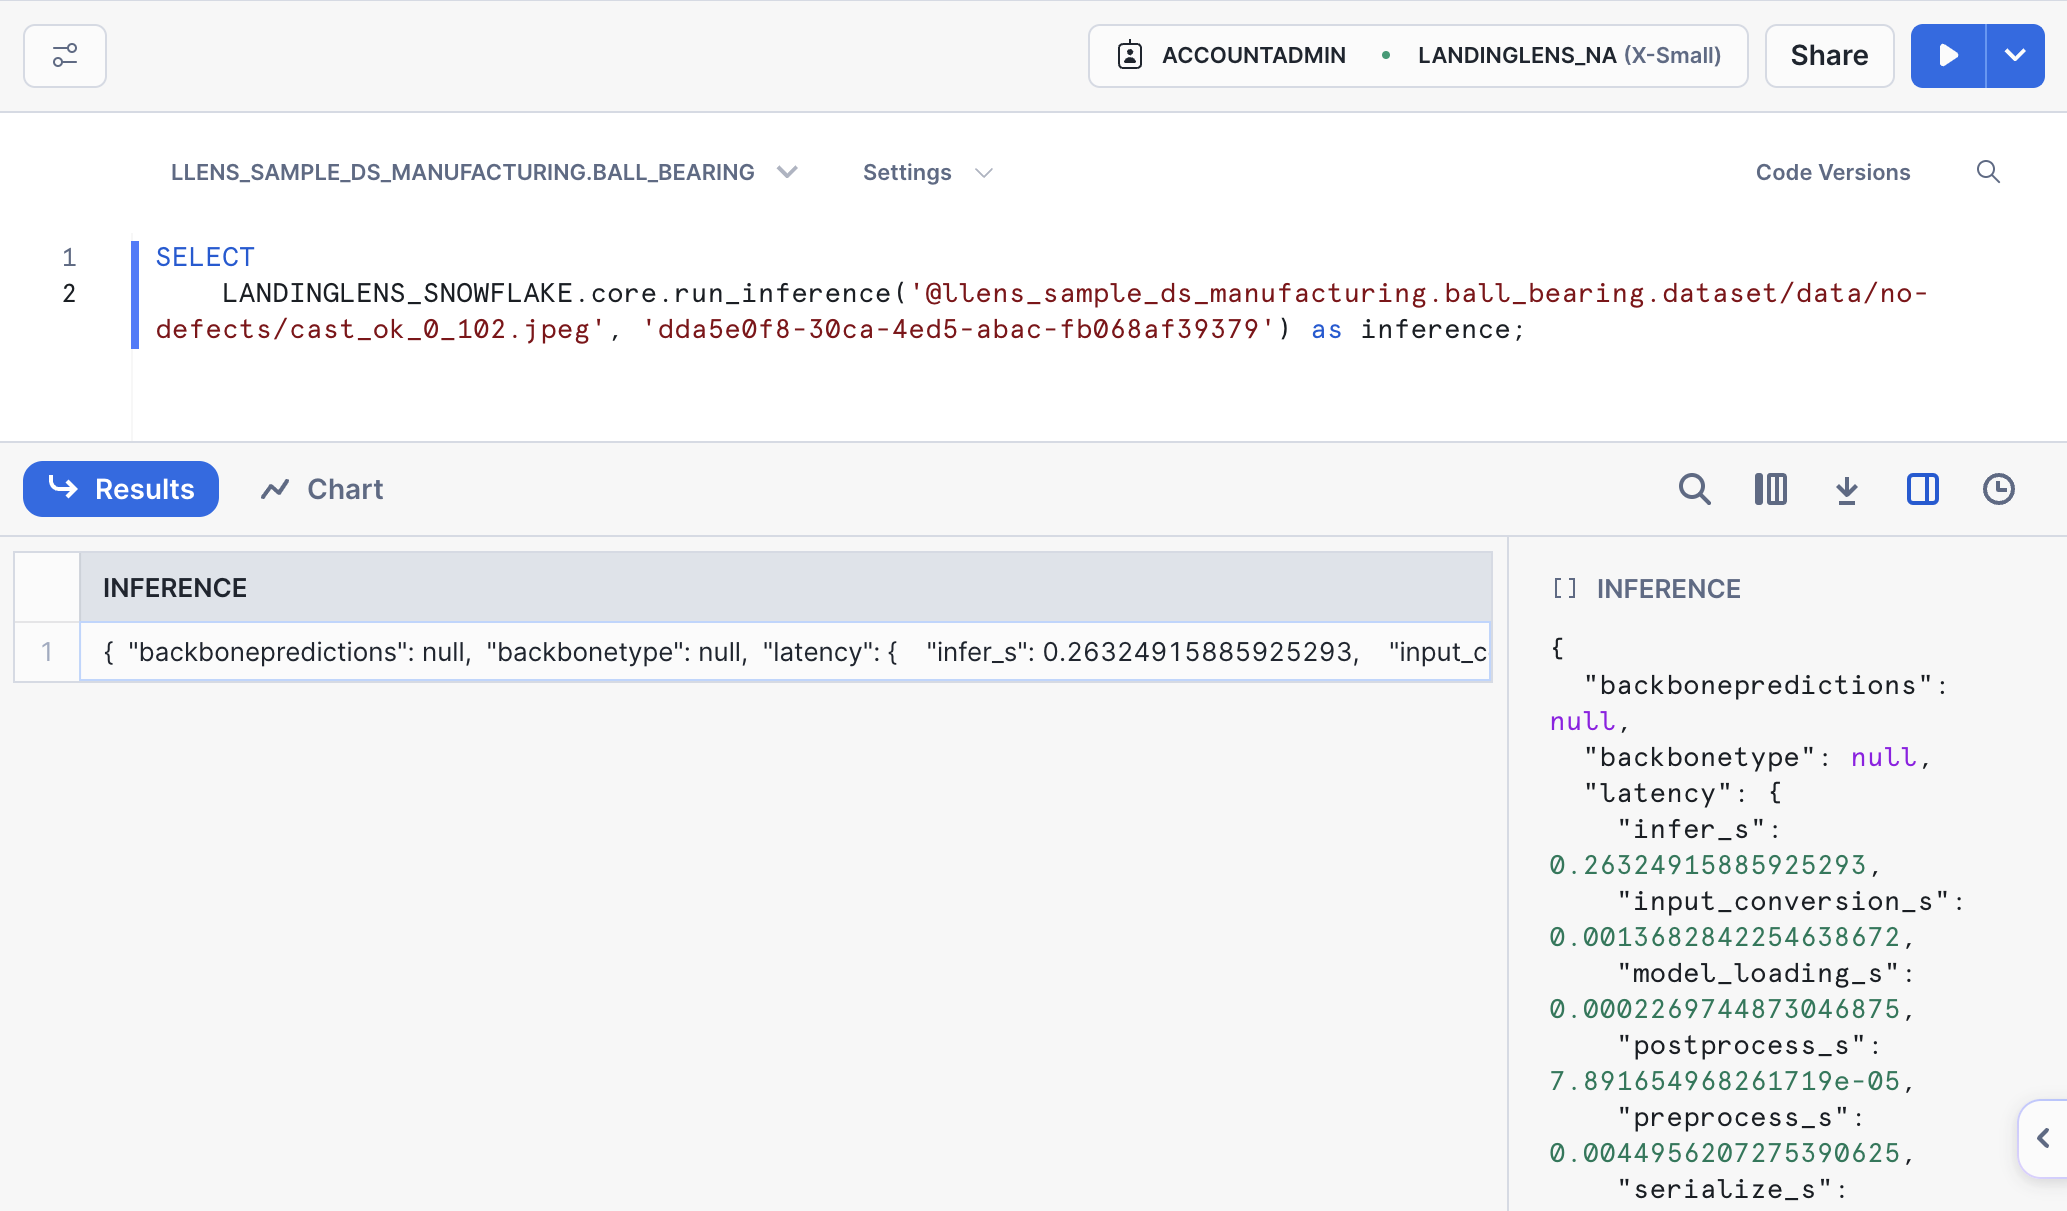 ACCOUNTADMIN • LANDINGLENS_NA (X-Small)
Share
LLENS_SAMPLE_DS_MANUFACTURING.BALL_BEARING
Settings
Code Versions
1 SELECT
2 LANDINGLENS_SNOWFLAKE.core.run_inference('@llens_sample_ds_manufacturing.ball_bearing.dataset/data/no-
defects/cast_ok_0_102.jpeg', 'dda5e0f8-30ca-4ed5-abac-fb068af39379') as inference;
Results
Chart
INFERENCE
1 { "backbonepredictions": null, "backbonetype": null, "latency": { "infer_s": 0.26324915885925293, "input_c
[] INFERENCE
{
"backbonepredictions":
null,
"backbonetype": null,
"latency": {
"infer_s":
0.26324915885925293,
"input_conversion_s":
0.0013682842254638672,
"model_loading_s":
0.0002269744873046875,
"postprocess_s":
7.891654968261719e-05,
"preprocess_s":
0.0044956207275390625,
"serialize_s":